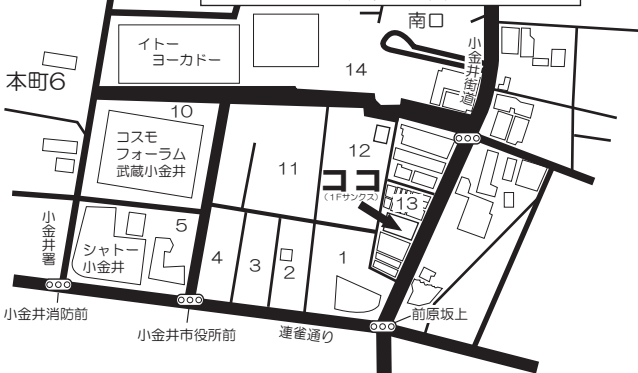 南口
イトー
ヨーカドー
小金井街道
14
本町6
10
コスモ
フォーラム
武蔵小金井
12
11
ココ
(1Fサンクス)
13
小金井署
5
シャトー
小金井
4
3
2
1
小金井消防前
小金井市役所前
連雀通り
前原坂上